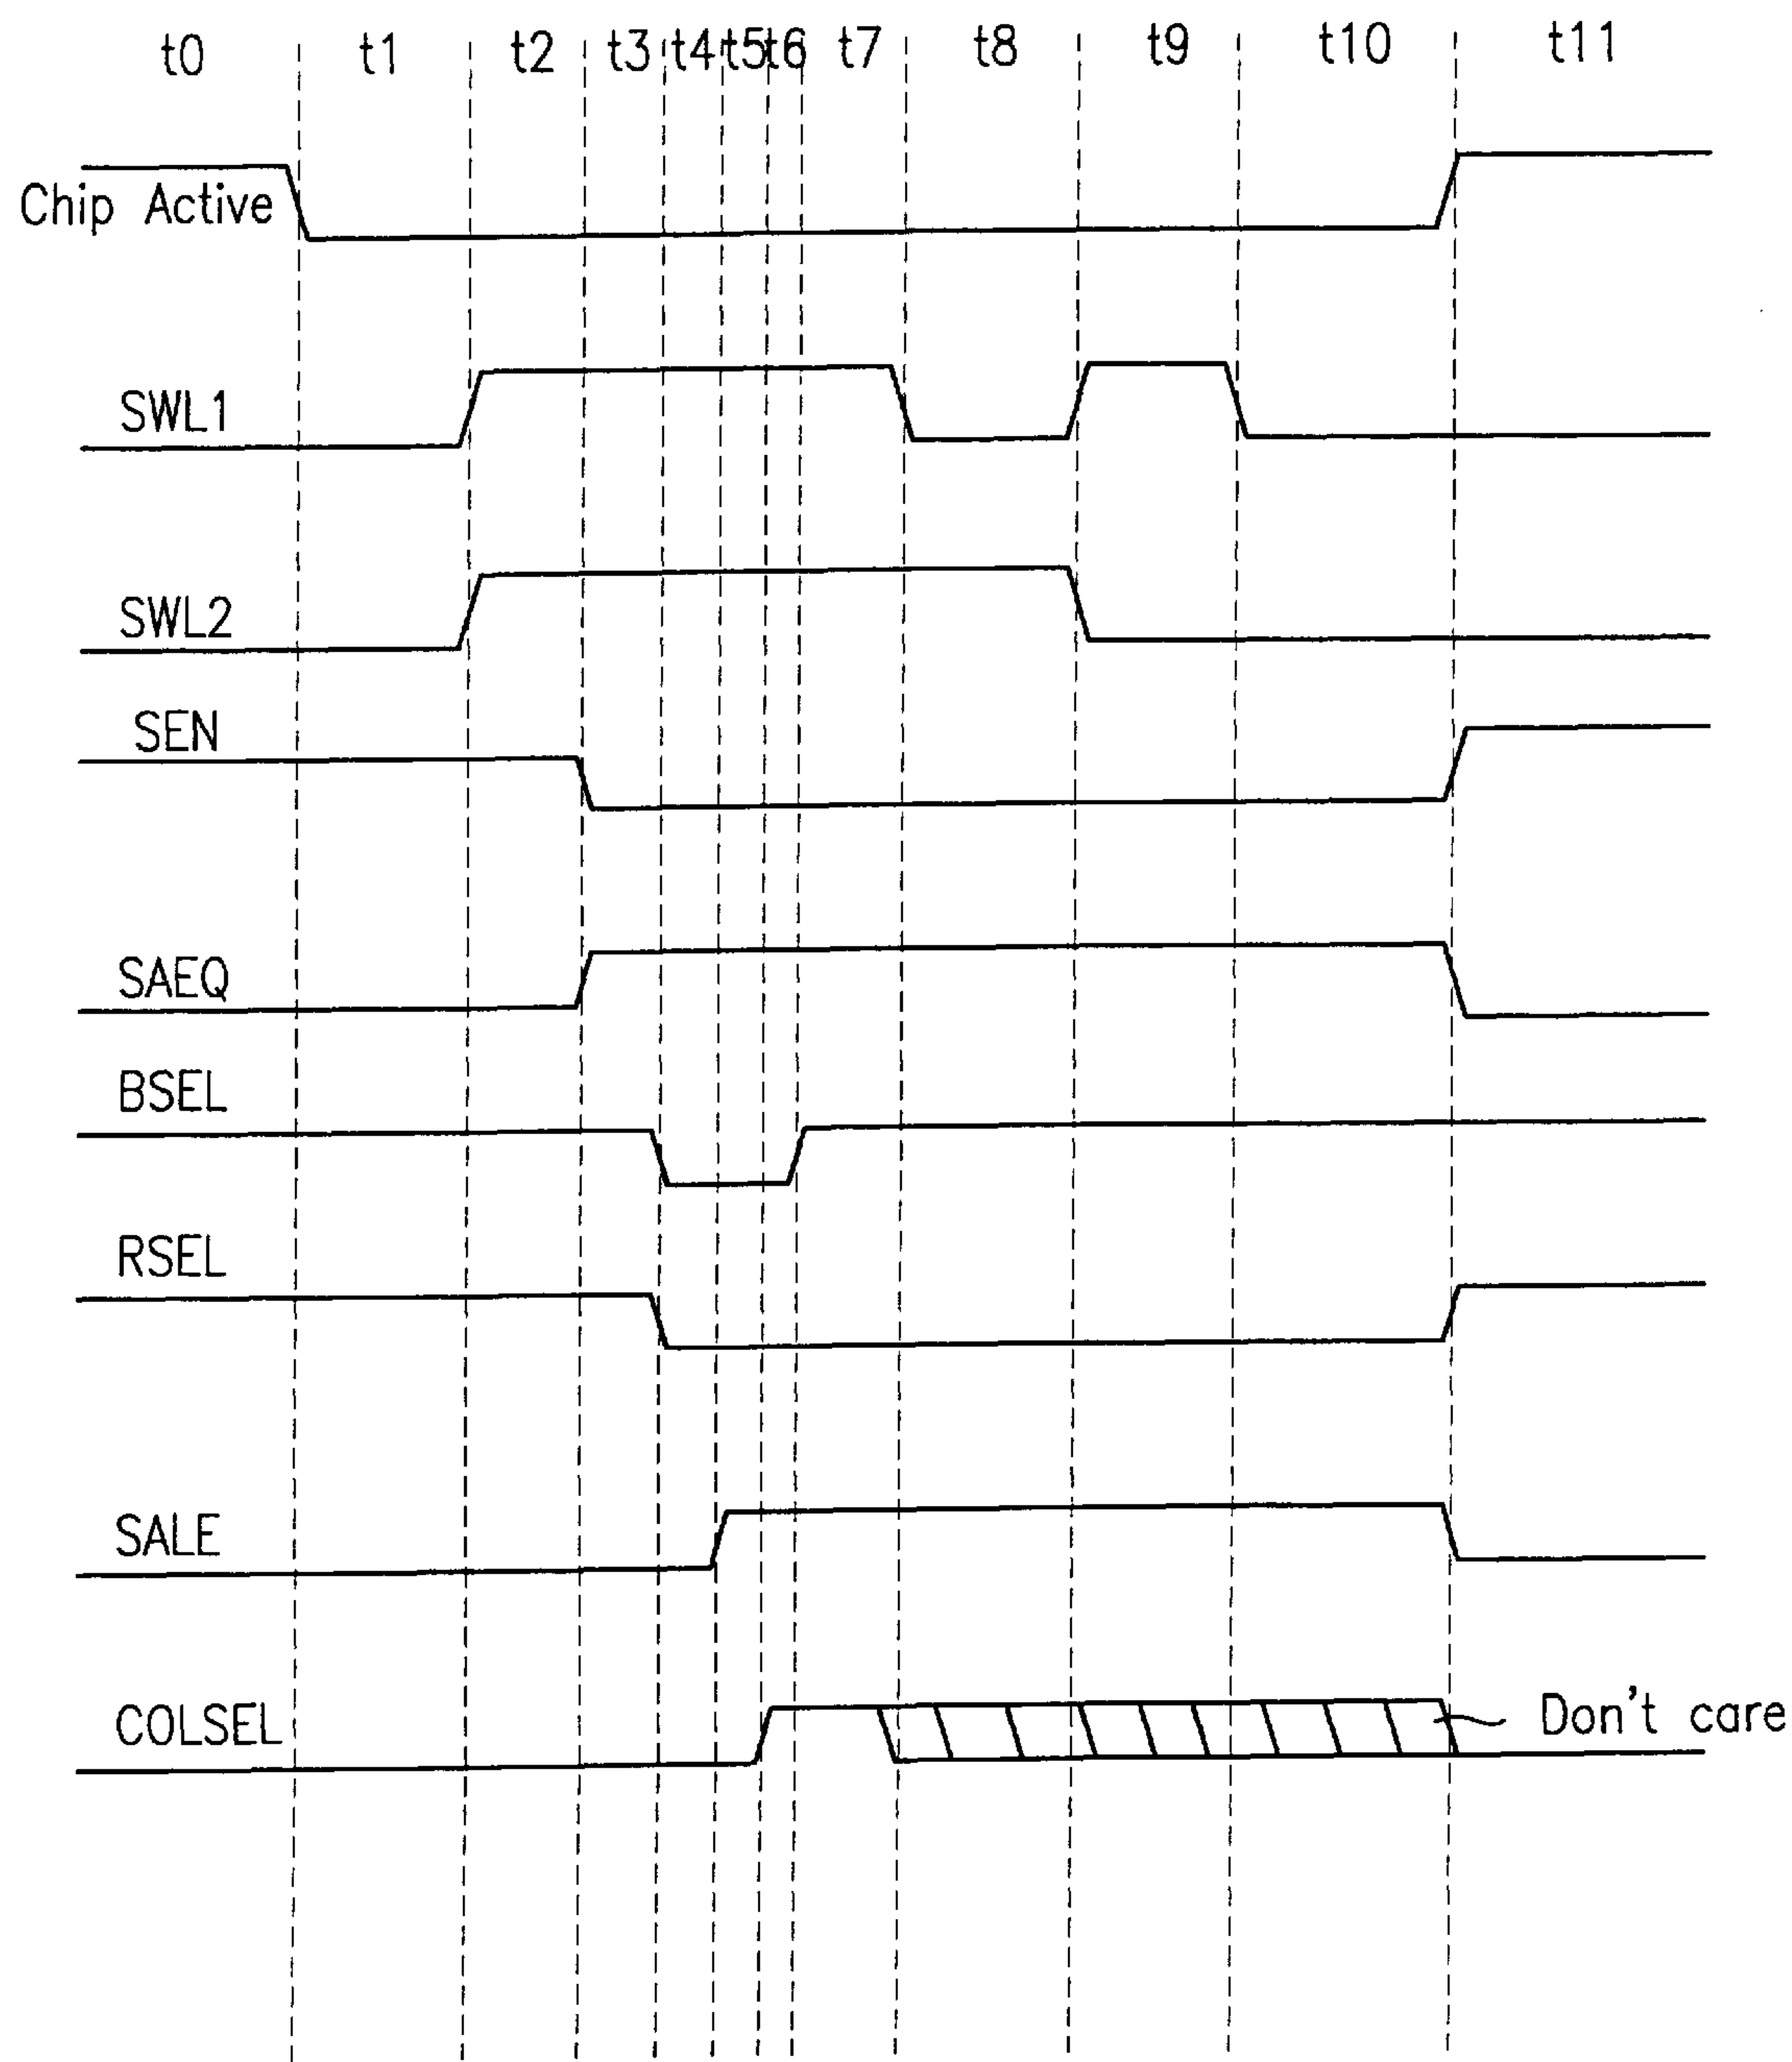 t0 t1 t2 t3 t4 t5 t6 t7 t8 t9 t10 t11
Chip Active
SWL1
SWL2
SEN
SAEQ
BSEL
RSEL
SALE
COLSEL
Don't care